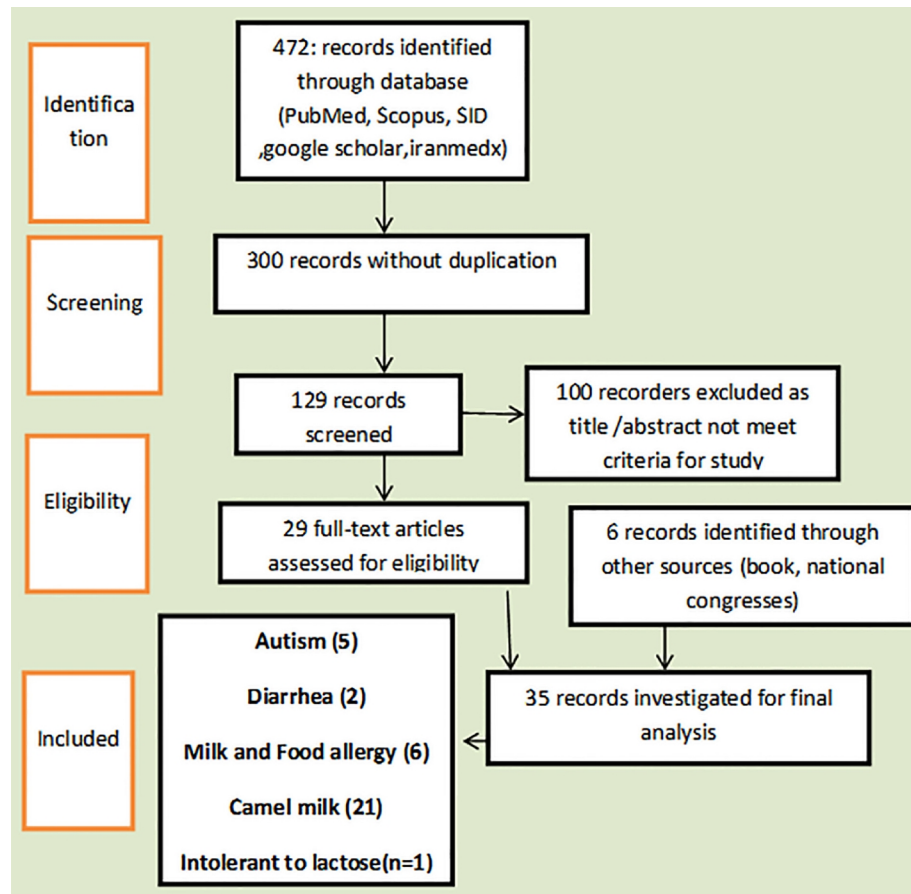 472: records identified
through database
(PubMed, Scopus, SID
,google scholar,iranmedx)
Identifica
tion
300 records without duplication
Screening
129 records
screened
100 recorders excluded as
title/abstract not meet
criteria for study
Eligibility
29 full-text articles
assessed for eligibility
6 records identified through
other sources (book, national
congresses)
Autism (5)
Diarrhea (2)
Milk and Food allergy (6)
Camel milk (21)
Intolerant to lactose(n=1)
35 records investigated for final
analysis
Included